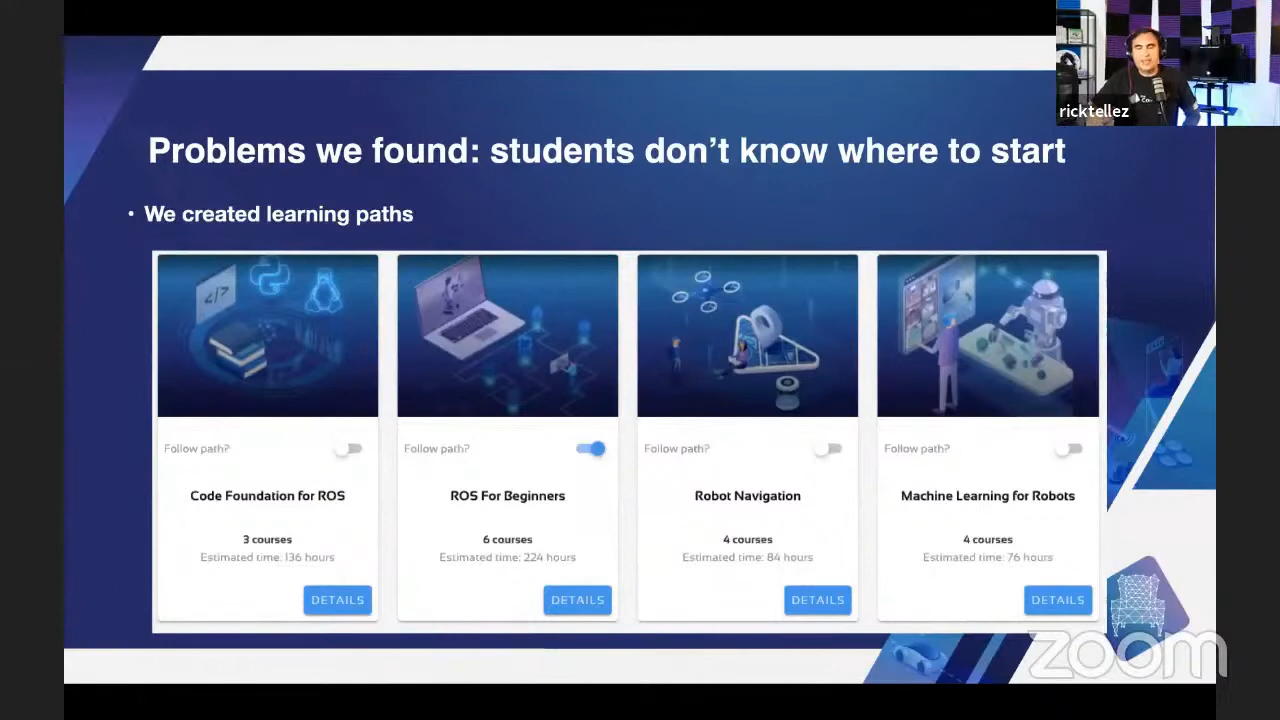 ricktellez
Problems we found: students don't know where to start
• We created learning paths
</>
Follow path?
Code Foundation for ROS
3 courses
Estimated time: 136 hours
DETAILS
Follow path?
ROS For Beginners
6 courses
Estimated time: 224 hours
DETAILS
Follow path?
Robot Navigation
4 courses
Estimated time: 84 hours
DETAILS
Follow path?
Machine Learning for Robots
4 courses
Estimated time: 76 hours
DETAILS
zoom